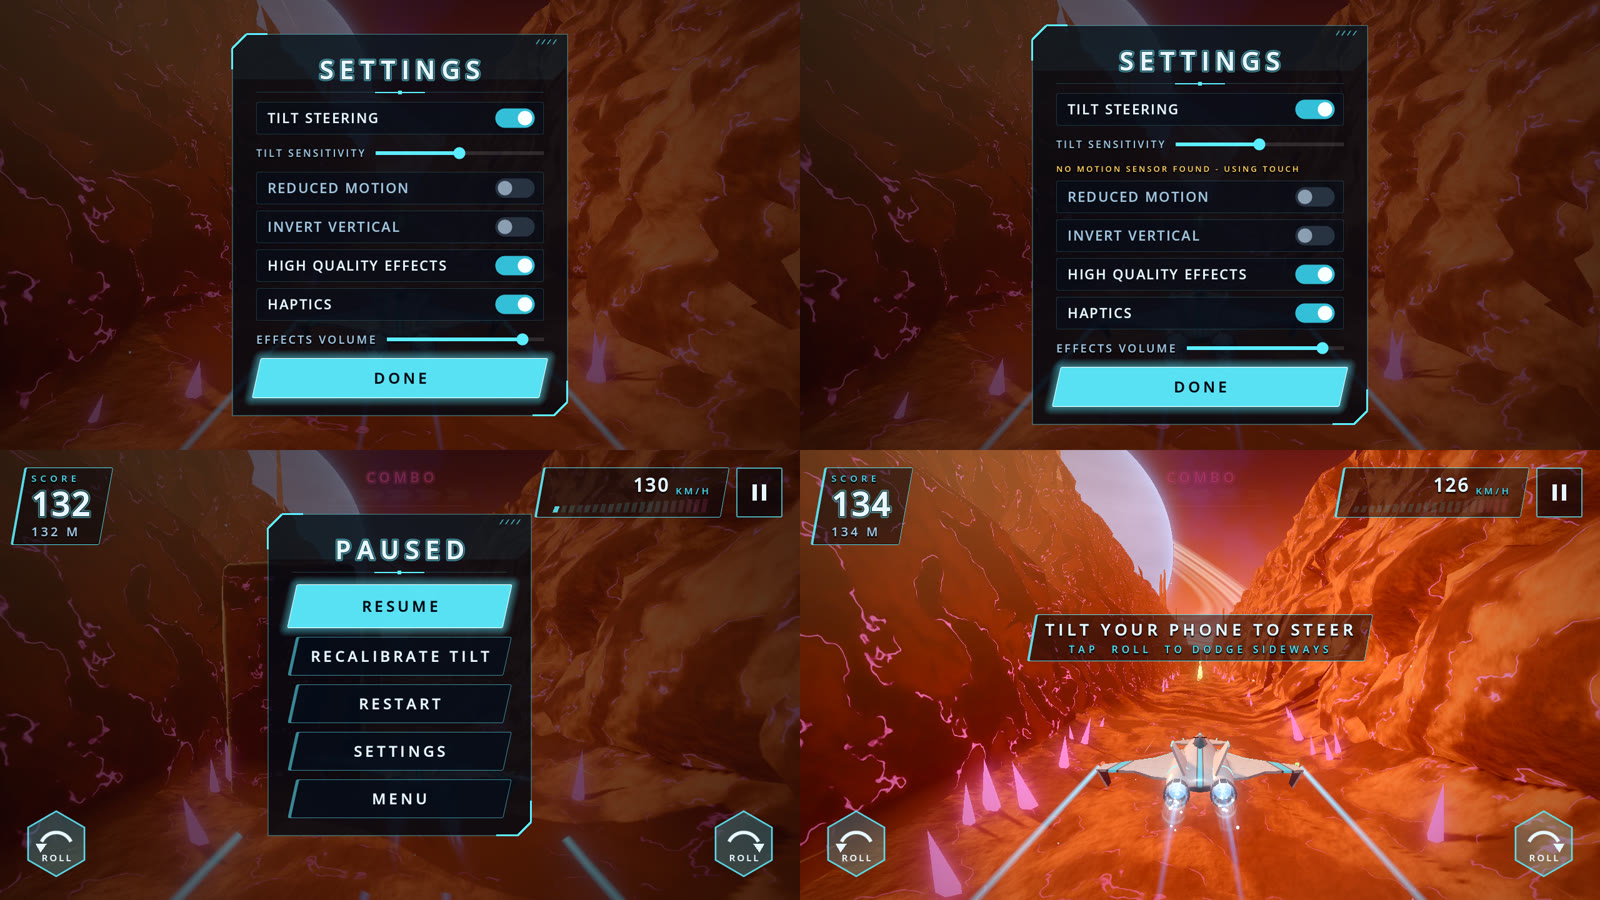 SETTINGS
TILT STEERING
TILT SENSITIVITY
REDUCED MOTION
INVERT VERTICAL
HIGH QUALITY EFFECTS
HAPTICS
EFFECTS VOLUME
DONE
SETTINGS
TILT STEERING
TILT SENSITIVITY
NO MOTION SENSOR FOUND - USING TOUCH
REDUCED MOTION
INVERT VERTICAL
HIGH QUALITY EFFECTS
HAPTICS
EFFECTS VOLUME
DONE
SCORE
132
132 M
COMBO
130 KM/H
PAUSED
RESUME
RECALIBRATE TILT
RESTART
SETTINGS
MENU
ROLL
ROLL
SCORE
134
134 M
COMBO
126 KM/H
TILT YOUR PHONE TO STEER
TAP ROLL TO DODGE SIDEWAYS
ROLL
ROLL